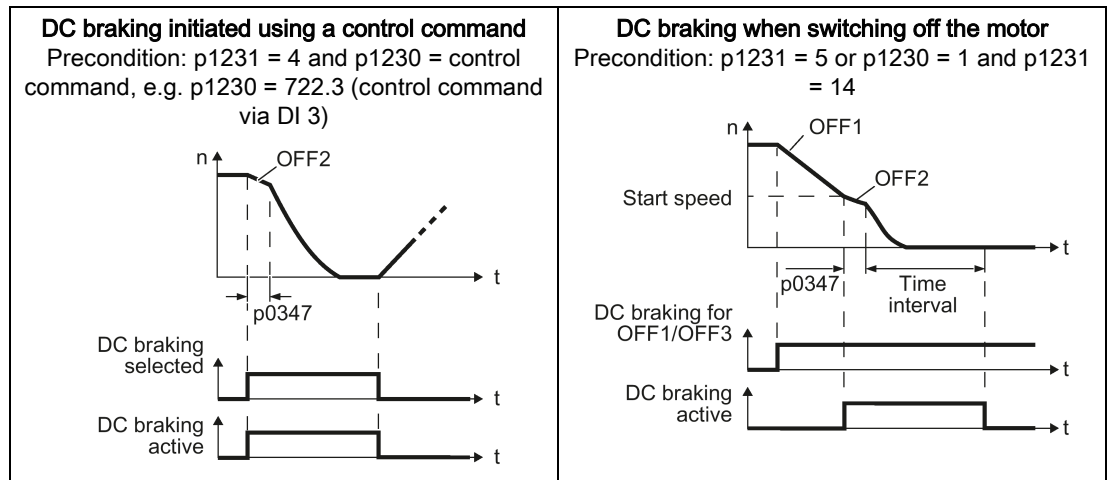 DC braking initiated using a control command
Precondition: p1231 = 4 and p1230 = control
command, e.g. p1230 = 722.3 (control command
via DI 3)
n
OFF2
t
p0347
DC braking
selected
t
DC braking
active
t
DC braking when switching off the motor
Precondition: p1231 = 5 or p1230 = 1 and p1231
= 14
n
OFF1
OFF2
Start speed
t
p0347
Time
interval
DC braking for
OFF1/OFF3
t
DC braking
active
t